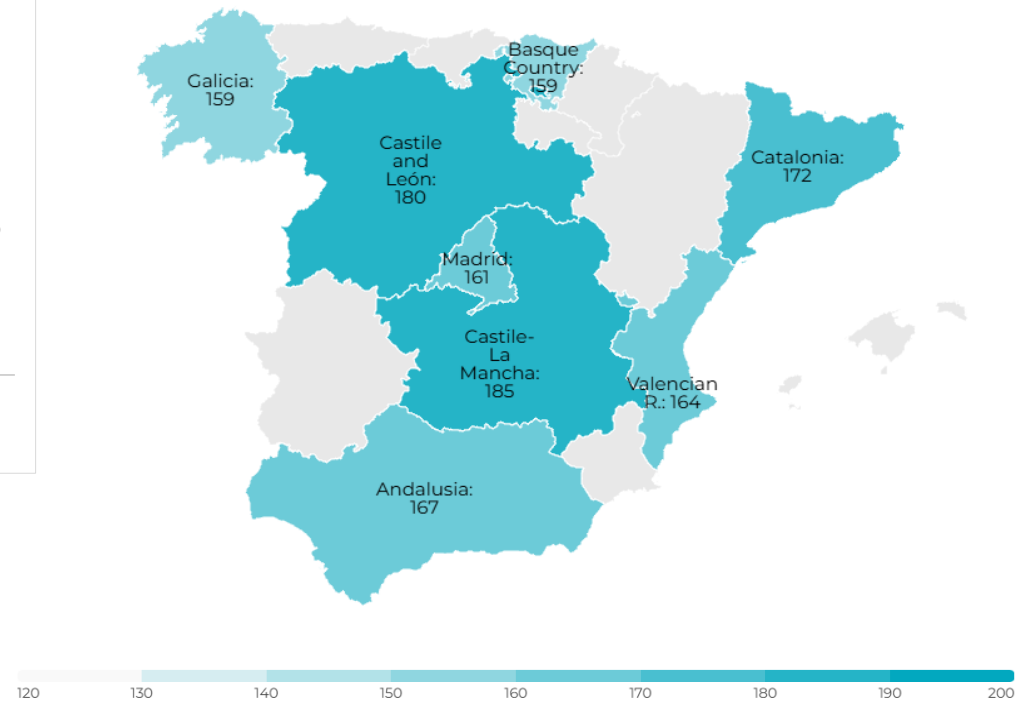 Basque
Country:
159
Galicia:
159
Castile
and
León:
180
Catalonia:
172
Madrid:
161
Castile-
La
Mancha:
185
Valencian
R.: 164
Andalusia:
167
120 130 140 150 160 170 180 190 200